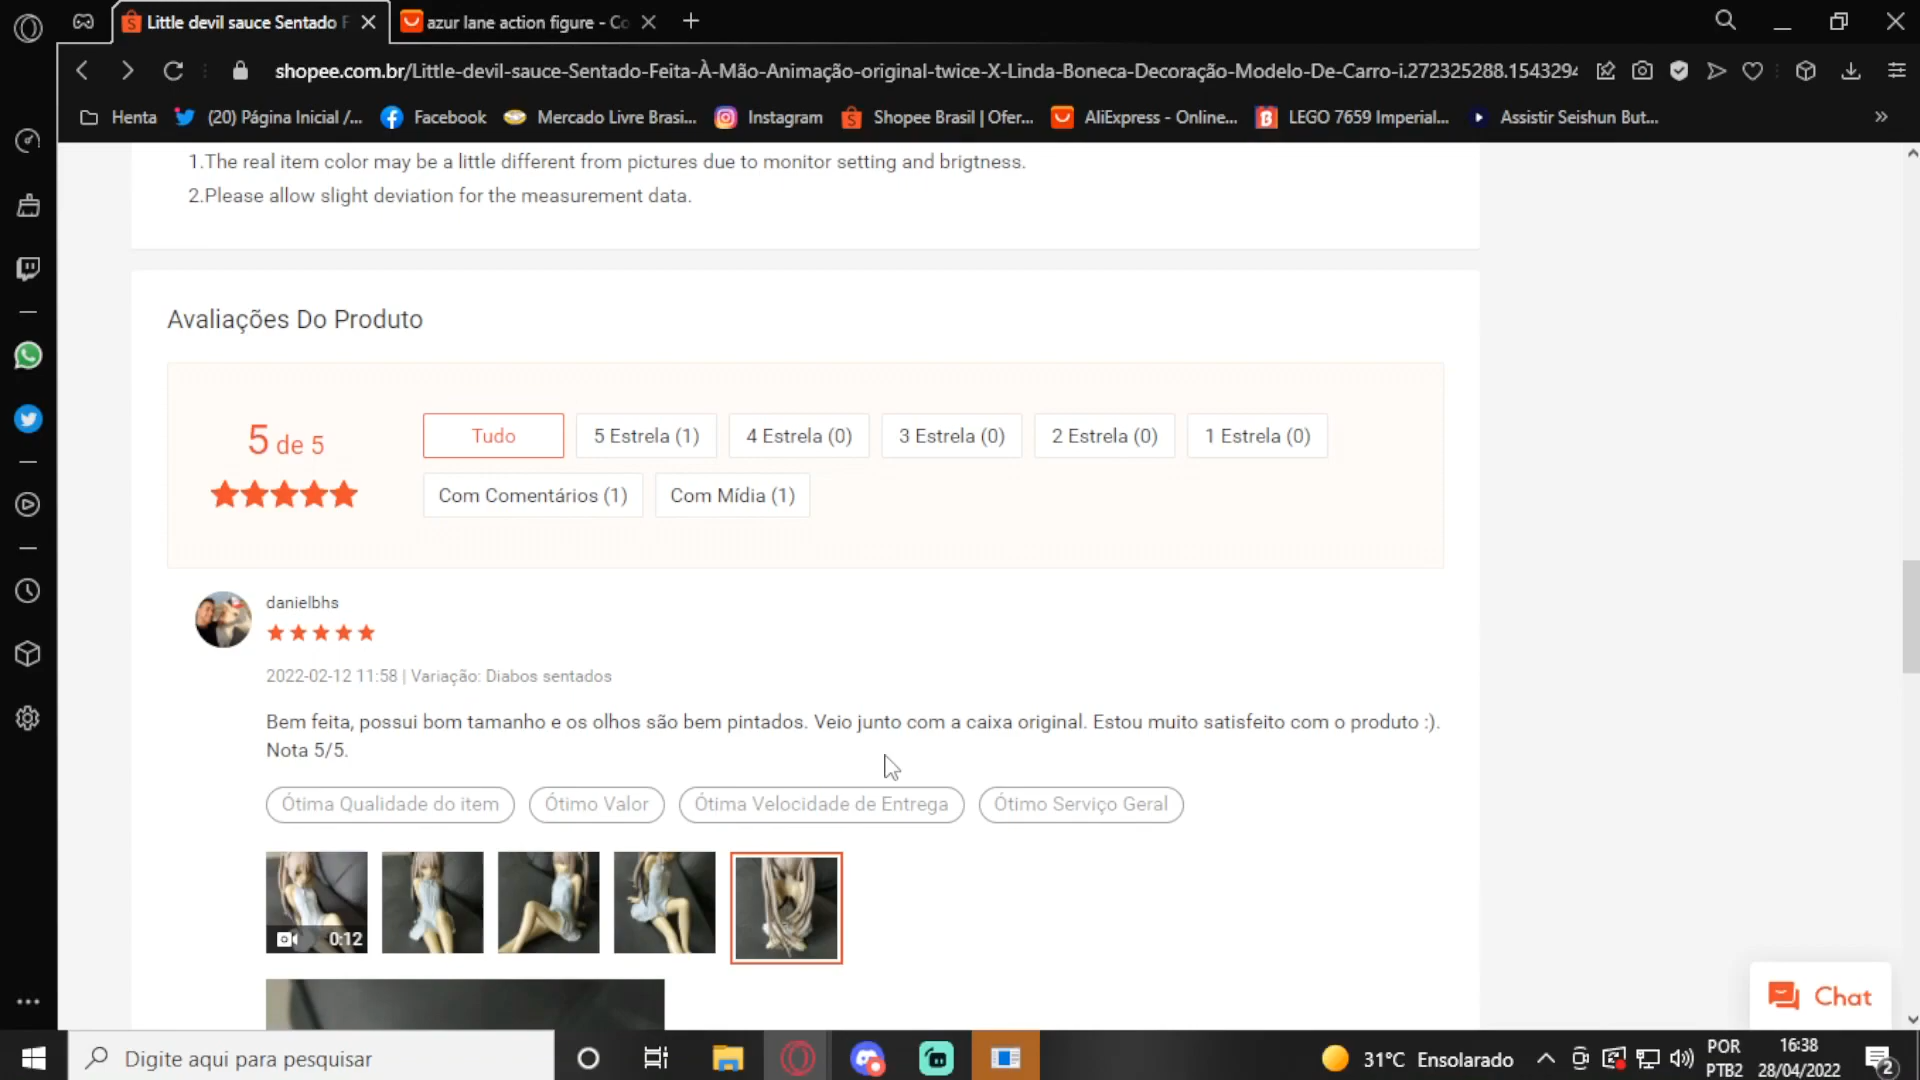 Little devil sauce Sentado F
azur lane action figure - Co
shopee.com.br/Little-devil-sauce-Sentado-Feita-À-Mão-Animação-original-twice-X-Linda-Boneca-Decoração-Modelo-De-Carro-i.272325288.1543294
Henta
(20) Página Inicial /...
Facebook
Mercado Livre Brasi...
Instagram
Shopee Brasil | Ofer...
AliExpress - Online...
LEGO 7659 Imperial...
Assistir Seishun But...
»
1.The real item color may be a little different from pictures due to monitor setting and brigtness.
2.Please allow slight deviation for the measurement data.
Avaliações Do Produto
5 de 5
Tudo
5 Estrela (1)
4 Estrela (0)
3 Estrela (0)
2 Estrela (0)
1 Estrela (0)
Com Comentários (1)
Com Mídia (1)
danielbhs
2022-02-12 11:58 | Variação: Diabos sentados
Bem feita, possui bom tamanho e os olhos são bem pintados. Veio junto com a caixa original. Estou muito satisfeito com o produto :).
Nota 5/5.
Ótima Qualidade do item
Ótimo Valor
Ótima Velocidade de Entrega
Ótimo Serviço Geral
0:12
Chat
Digite aqui para pesquisar
31°C Ensolarado
POR
PTB2
16:38
28/04/2022
2